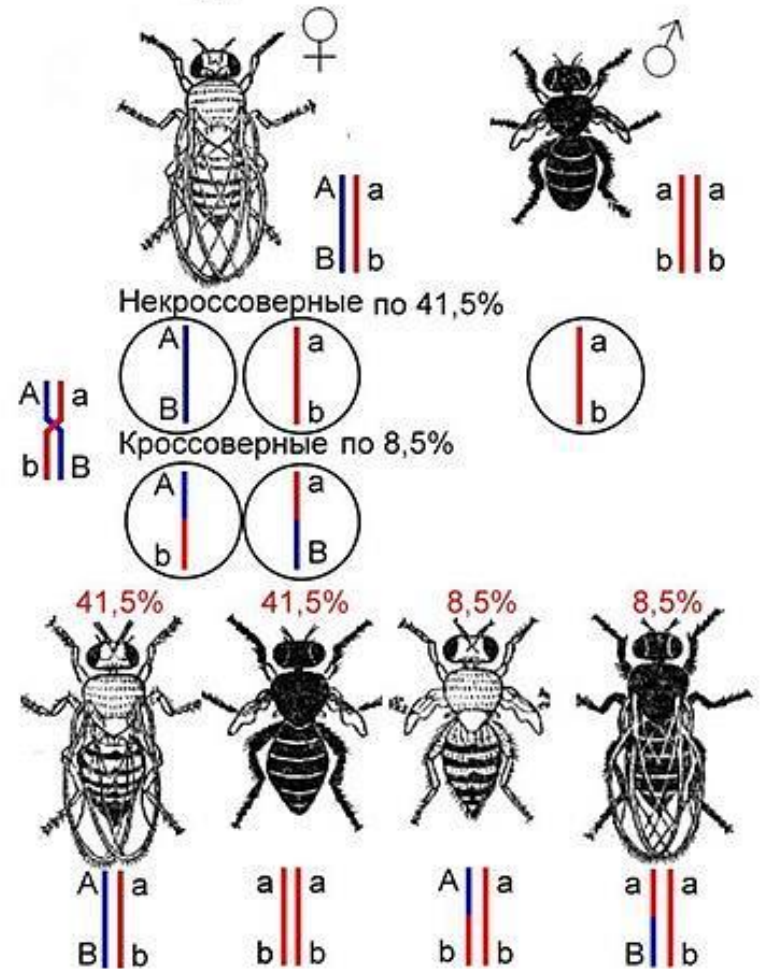 ♀ ♂
A a a a
B b b b
Некроссоверные по 41,5%
A a a
B b b
A a
b B
Кроссоверные по 8,5%
A a
b B
41,5% 41,5% 8,5% 8,5%
A a a a A a a a
B b b b b b B b